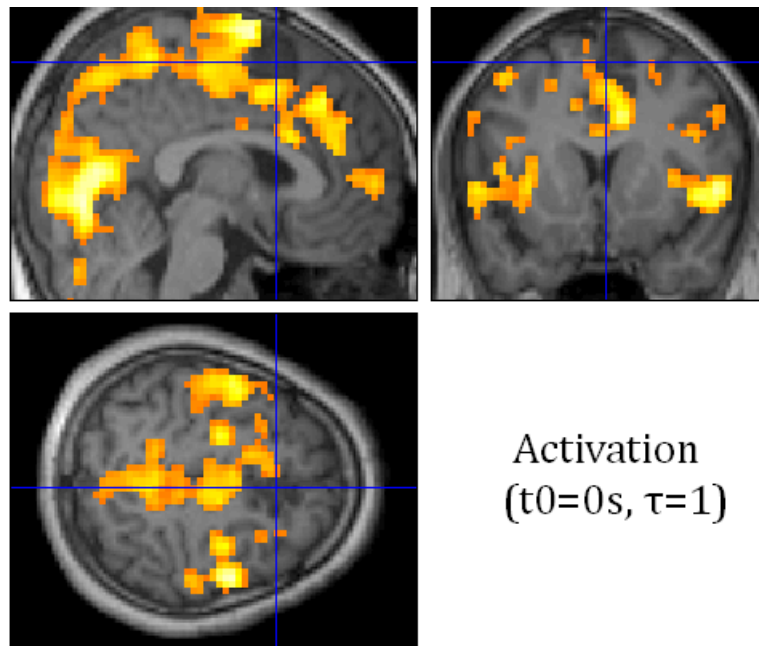 Activation
(t0=0s, τ=1)